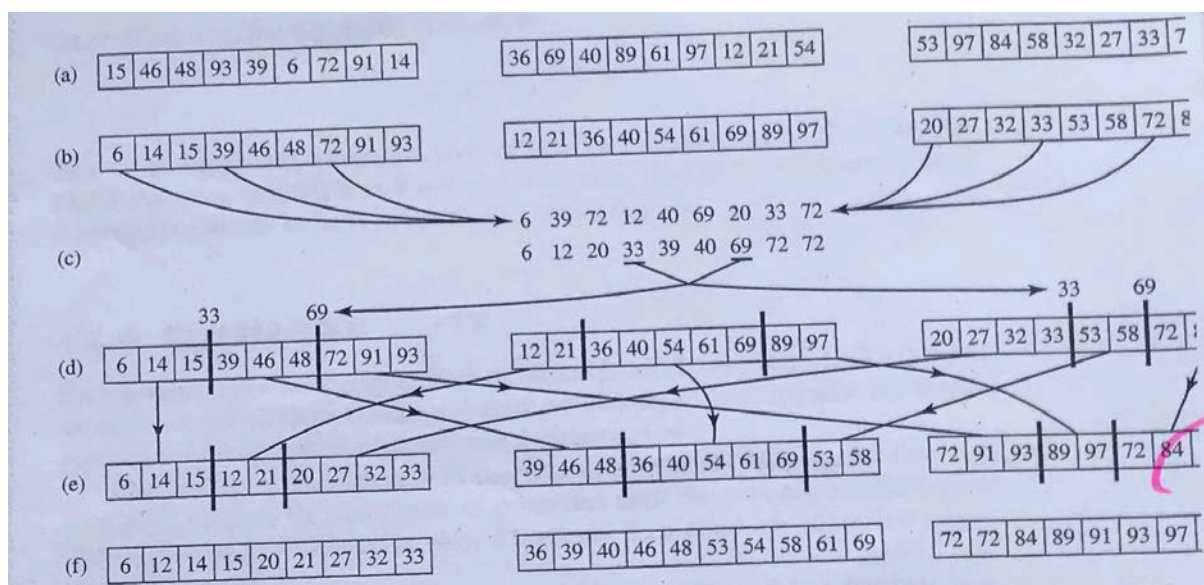 (a) 15 46 48 93 39 6 72 91 14 36 69 40 89 61 97 12 21 54 53 97 84 58 32 27 33 7
(b) 6 14 15 39 46 48 72 91 93 12 21 36 40 54 61 69 89 97 20 27 32 33 53 58 72 8
6 39 72 12 40 69 20 33 72
(c) 6 12 20 33 39 40 69 72 72
33 69 33 69
(d) 6 14 15 39 46 48 72 91 93 12 21 36 40 54 61 69 89 97 20 27 32 33 53 58 72
(e) 6 14 15 12 21 20 27 32 33 39 46 48 36 40 54 61 69 53 58 72 91 93 89 97 72 84
(f) 6 12 14 15 20 21 27 32 33 36 39 40 46 48 53 54 58 61 69 72 72 84 89 91 93 97